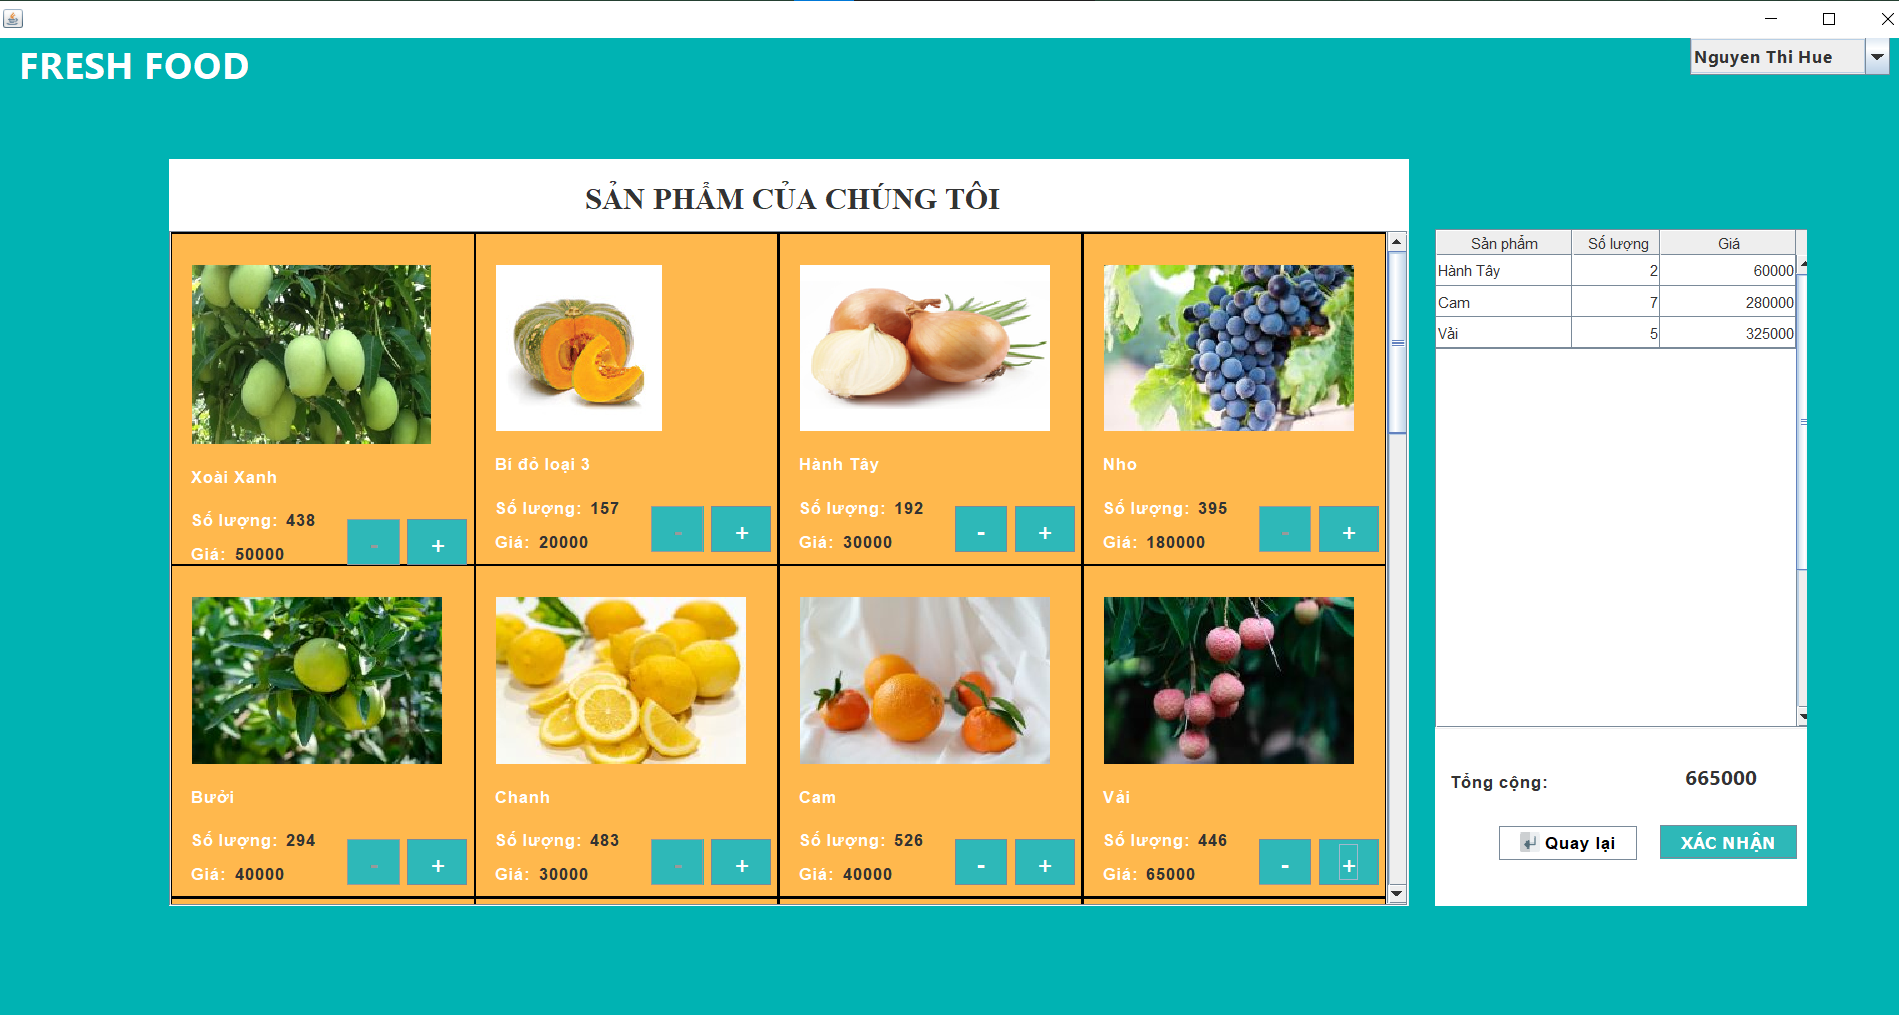 FRESH FOOD
Nguyen Thi Hue
SẢN PHẨM CỦA CHÚNG TÔI
Xoài Xanh
Số lượng: 438
Giá: 50000
- +
Bí đỏ loại 3
Số lượng: 157
Giá: 20000
- +
Hành Tây
Số lượng: 192
Giá: 30000
- +
Nho
Số lượng: 395
Giá: 180000
- +
Bưởi
Số lượng: 294
Giá: 40000
- +
Chanh
Số lượng: 483
Giá: 30000
- +
Cam
Số lượng: 526
Giá: 40000
- +
Vải
Số lượng: 446
Giá: 65000
- +
Sản phẩm Số lượng Giá
Hành Tây 2 60000
Cam 7 280000
Vải 5 325000
Tổng cộng: 665000
Quay lại XÁC NHẬN